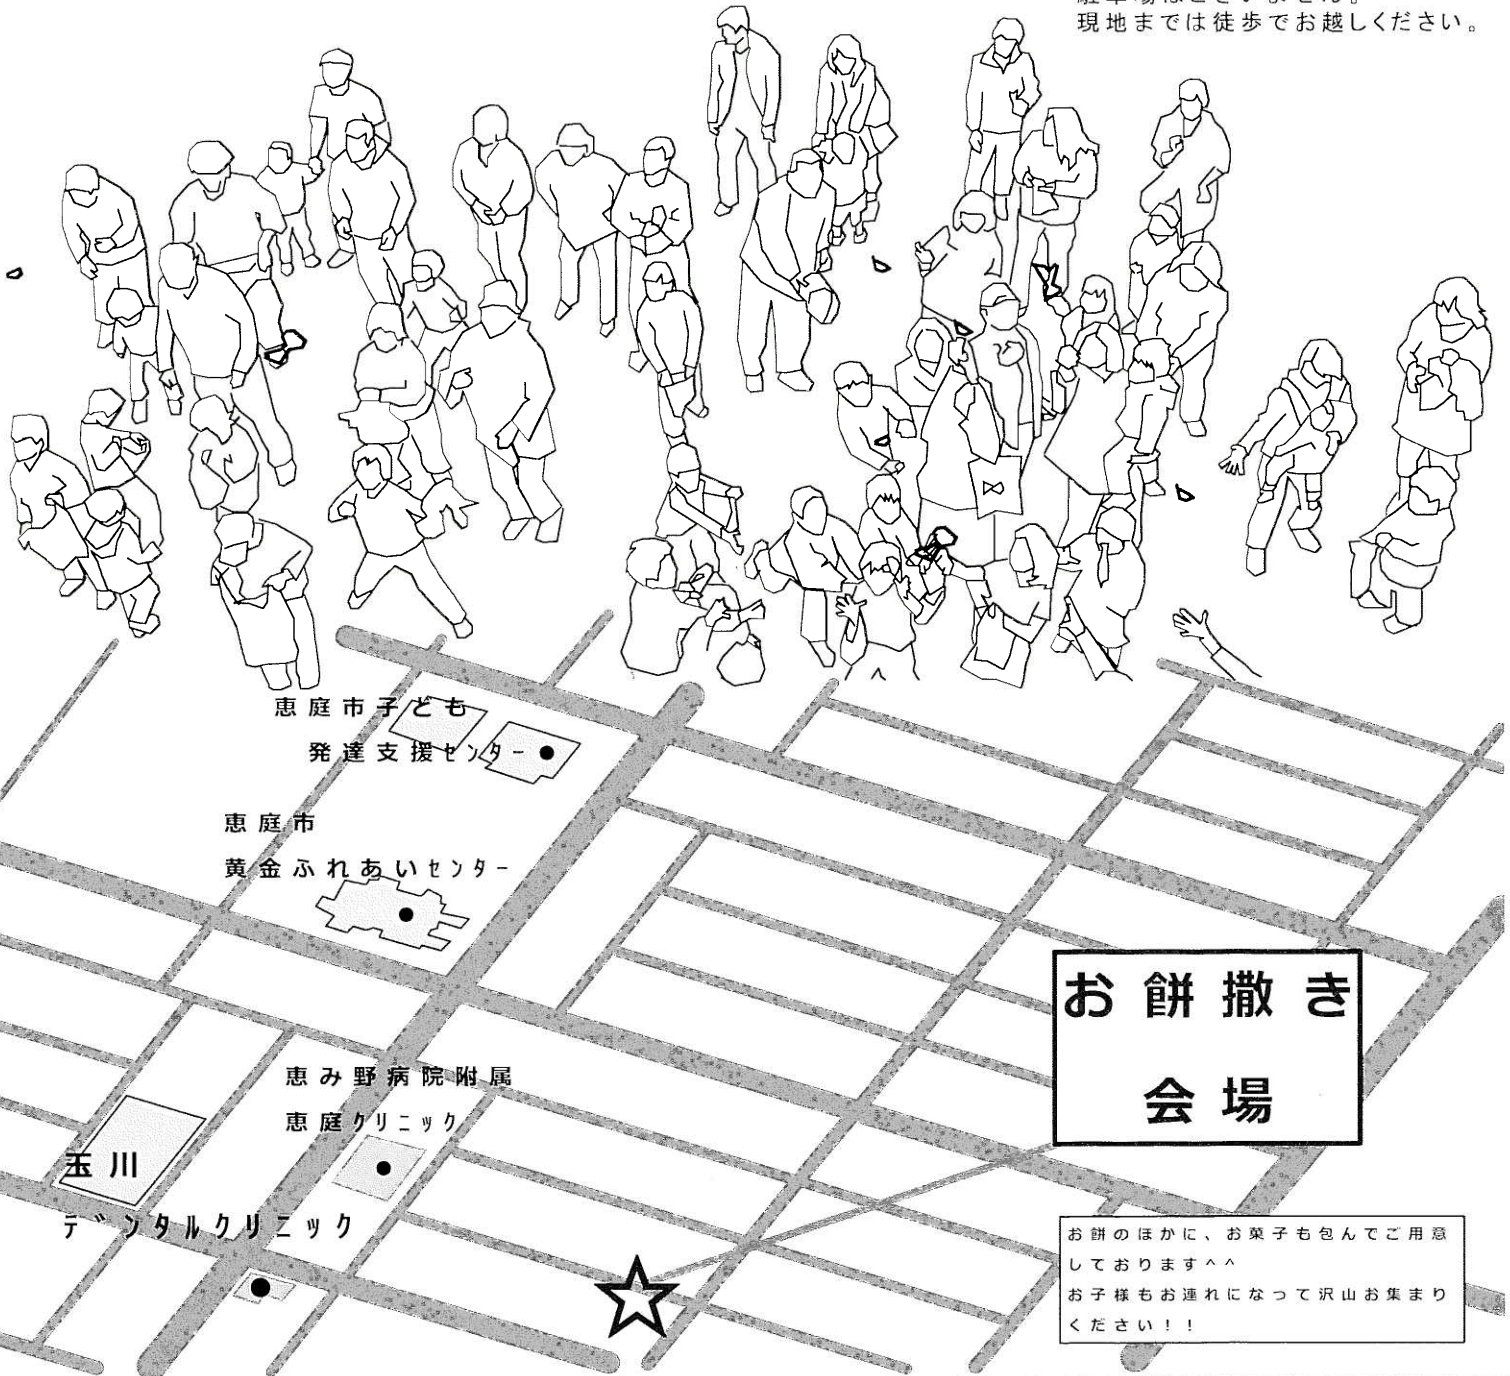 現地までは徒歩でお越しください。
恵庭市子ども
発達支援センター
恵庭市
黄金ふれあいセンター
お餅撒き
会場
恵み野病院附属
恵庭クリニック
玉川
デンタルクリニック
お餅のほかに、お菓子も包んでご用意
しております^^
お子様もお連れになって沢山お集まり
ください！！